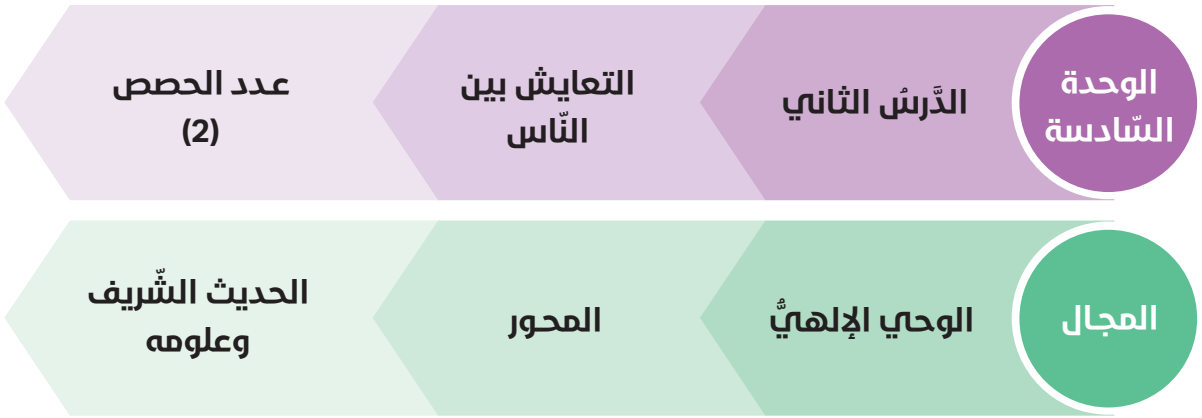 الوحدة
السّادسة
الدَّرسُ الثاني
التعايش بين
النّاس
عدد الحصص
(2)
المجال
الوحي الإلهيُّ
المحور
الحديث الشّريف
وعلومه